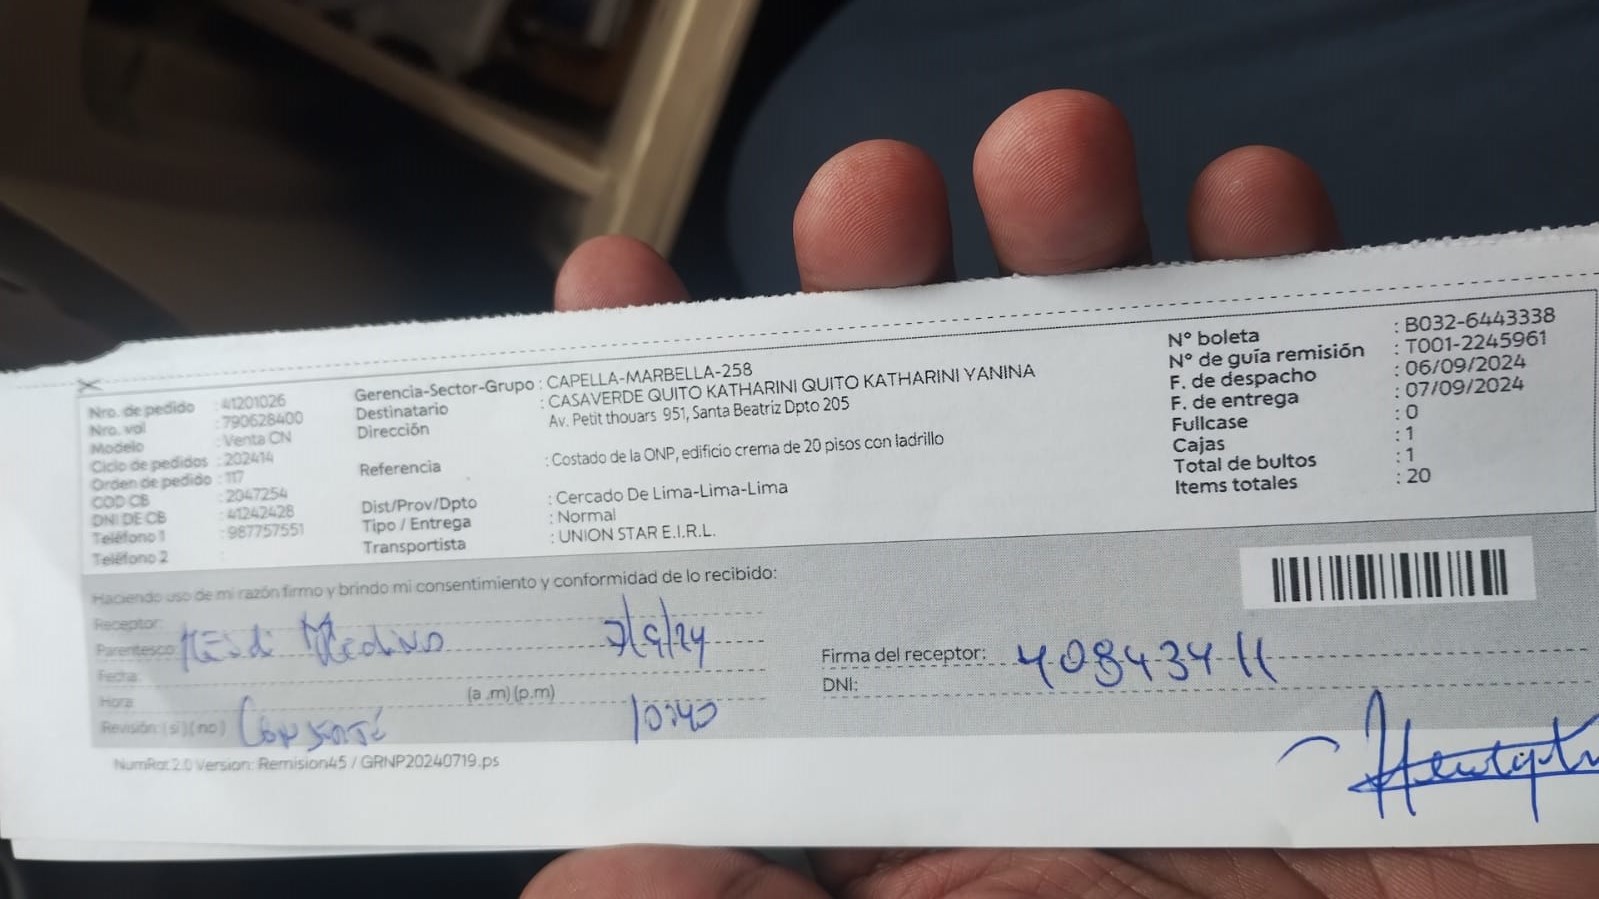 Nro. de pedido : 41201026
Nro. vol : 790628400
Modelo : Venta CN
Ciclo de pedidos : 202414
Orden de pedido : 117
COD CB : 2047254
DNI DE CB : 41242428
Teléfono 1 : 987757551
Teléfono 2 :
Gerencia-Sector-Grupo : CAPELLA-MARBELLA-258
Destinatario : CASAVERDE QUITO KATHARINI QUITO KATHARINI YANINA
Dirección Av. Petit thouars 951, Santa Beatriz Dpto 205
Referencia : Costado de la ONP, edificio crema de 20 pisos con ladrillo
Dist/Prov/Dpto : Cercado De Lima-Lima-Lima
Tipo / Entrega : Normal
Transportista : UNION STAR E.I.R.L.
N° boleta : B032-6443338
N° de guía remisión : T001-2245961
F. de despacho : 06/09/2024
F. de entrega : 07/09/2024
Fullcase : 0
Cajas : 1
Total de bultos : 1
Items totales : 20
Haciendo uso de mi razón firmo y brindo mi consentimiento y conformidad de lo recibido:
Receptor:
Parentesco: 7/9/24
Fecha:
Hora (a .m) (p.m)
Revisión: ( si ) ( no ) 10:40
Firma del receptor: 40843411
DNI:
NumRot 2.0 Version: Remision45 / GRNP20240719.ps